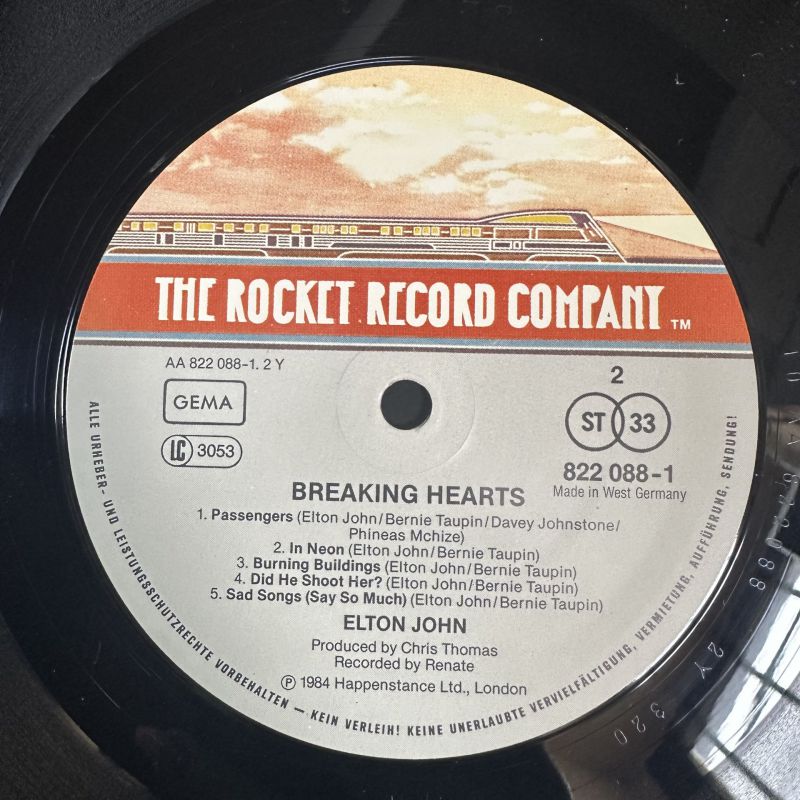 THE ROCKET RECORD COMPANY ™
AA 822 088-1. 2 Y
GEMA
LC 3053
2
ST 33
822 088-1
Made in West Germany
BREAKING HEARTS
1. Passengers (Elton John/Bernie Taupin/Davey Johnstone/
Phineas Mchize)
2. In Neon (Elton John/Bernie Taupin)
3. Burning Buildings (Elton John/Bernie Taupin)
4. Did He Shoot Her? (Elton John/Bernie Taupin)
5. Sad Songs (Say So Much) (Elton John/Bernie Taupin)
ELTON JOHN
Produced by Chris Thomas
Recorded by Renate
℗ 1984 Happenstance Ltd., London
ALLE URHEBER- UND LEISTUNGSSCHUTZRECHTE VORBEHALTEN – KEIN VERLEIH! KEINE UNERLAUBTE VERVIELFÄLTIGUNG, VERMIETUNG, AUFFÜHRUNG, SENDUNG!
822088 2Y 320